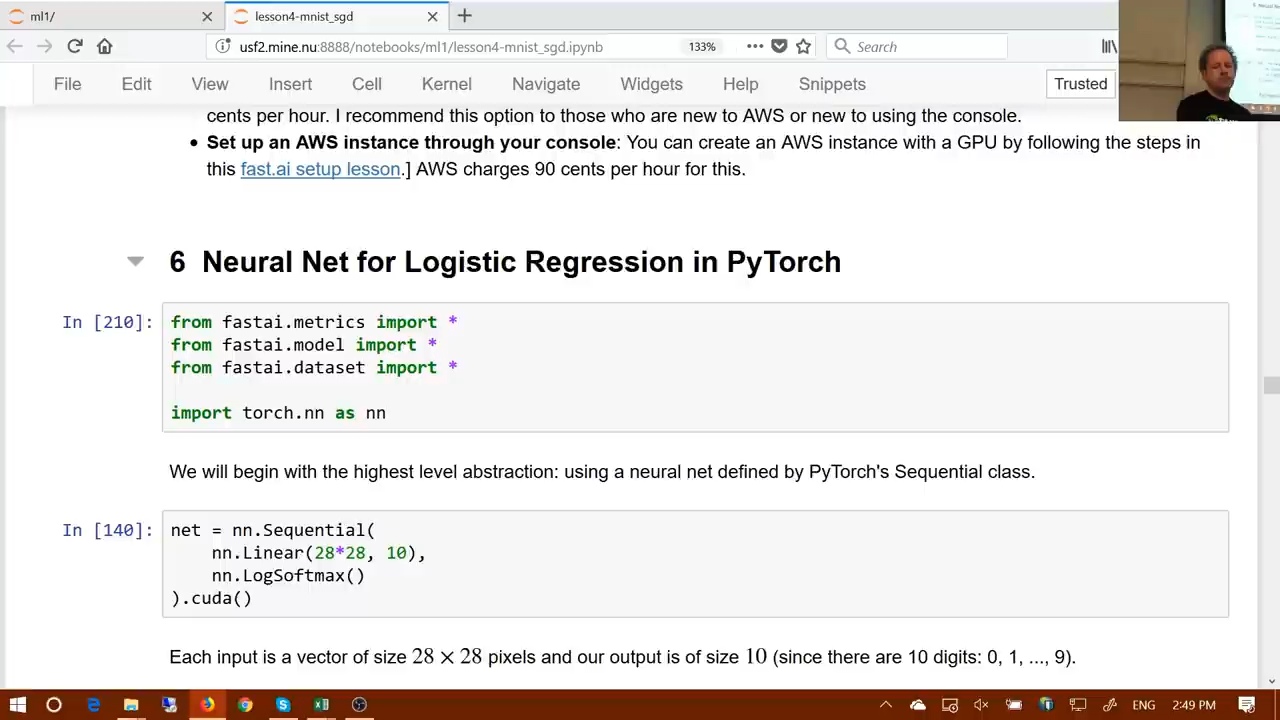 ml1/
lesson4-mnist_sgd
usf2.mine.nu:8888/notebooks/ml1/lesson4-mnist_sgd.ipynb
133%
Search
File Edit View Insert Cell Kernel Navigate Widgets Help Snippets
Trusted
cents per hour. I recommend this option to those who are new to AWS or new to using the console.
• Set up an AWS instance through your console: You can create an AWS instance with a GPU by following the steps in
this fast.ai setup lesson.] AWS charges 90 cents per hour for this.
6 Neural Net for Logistic Regression in PyTorch
In [210]:
from fastai.metrics import *
from fastai.model import *
from fastai.dataset import *
import torch.nn as nn
We will begin with the highest level abstraction: using a neural net defined by PyTorch's Sequential class.
In [140]:
net = nn.Sequential(
nn.Linear(28*28, 10),
nn.LogSoftmax()
).cuda()
Each input is a vector of size 28 × 28 pixels and our output is of size 10 (since there are 10 digits: 0, 1, ..., 9).
ENG
2:49 PM